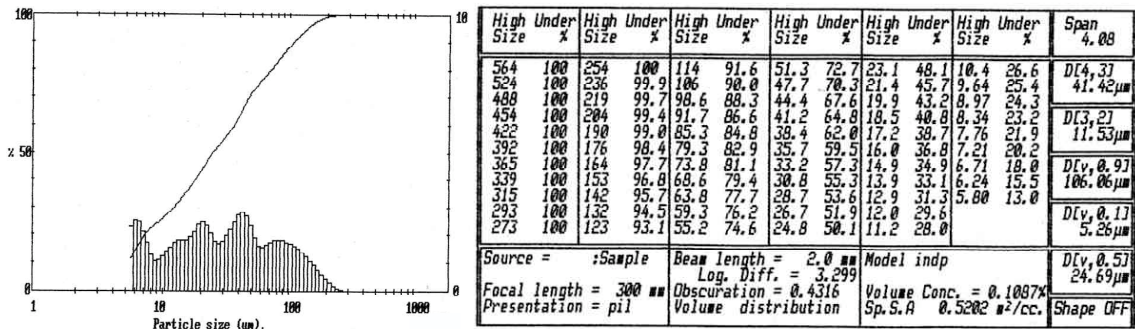 100
10
% 50
0
0
1
10
100
1000
Particle size (µm).
High Under High Under High Under High Under High Under High Under Span
Size % Size % Size % Size % Size % Size % 4.08
564 100 254 100 114 91.6 51.3 72.7 23.1 48.1 10.4 26.6 D[4,3]
524 100 236 99.9 106 90.0 47.7 70.3 21.4 45.7 9.64 25.4 41.42µm
488 100 219 99.7 98.6 88.3 44.4 67.6 19.9 43.2 8.97 24.3
454 100 204 99.4 91.7 86.6 41.2 64.8 18.5 40.8 8.34 23.2 D[3,2]
422 100 190 99.0 85.3 84.8 38.4 62.0 17.2 38.7 7.76 21.9 11.53µm
392 100 176 98.4 79.3 82.9 35.7 59.5 16.0 36.8 7.21 20.2
365 100 164 97.7 73.8 81.1 33.2 57.3 14.9 34.9 6.71 18.0 D[v,0.9]
339 100 153 96.8 68.6 79.4 30.8 55.3 13.9 33.1 6.24 15.5 106.06µm
315 100 142 95.7 63.8 77.7 28.7 53.6 12.9 31.3 5.80 13.0
293 100 132 94.5 59.3 76.2 26.7 51.9 12.0 29.6 D[v,0.1]
273 100 123 93.1 55.2 74.6 24.8 50.1 11.2 28.0 5.26µm
Source = :Sample Beam length = 2.0 mm Model indp D[v,0.5]
Log. Diff. = 3.299 24.69µm
Focal length = 300 mm Obscuration = 0.4316 Volume Conc. = 0.1087%
Presentation = pil Volume distribution Sp.S.A 0.5202 m²/cc. Shape OFF